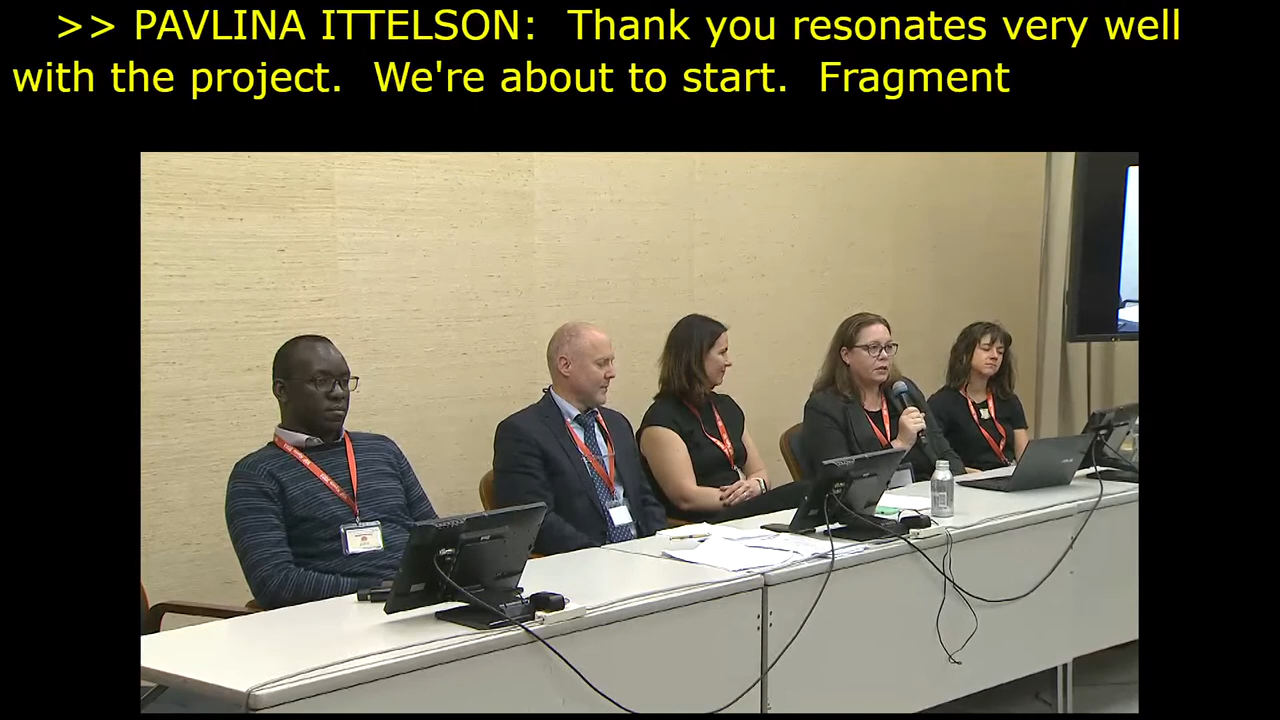 >> PAVLINA ITTELSON: Thank you resonates very well
with the project. We're about to start. Fragment